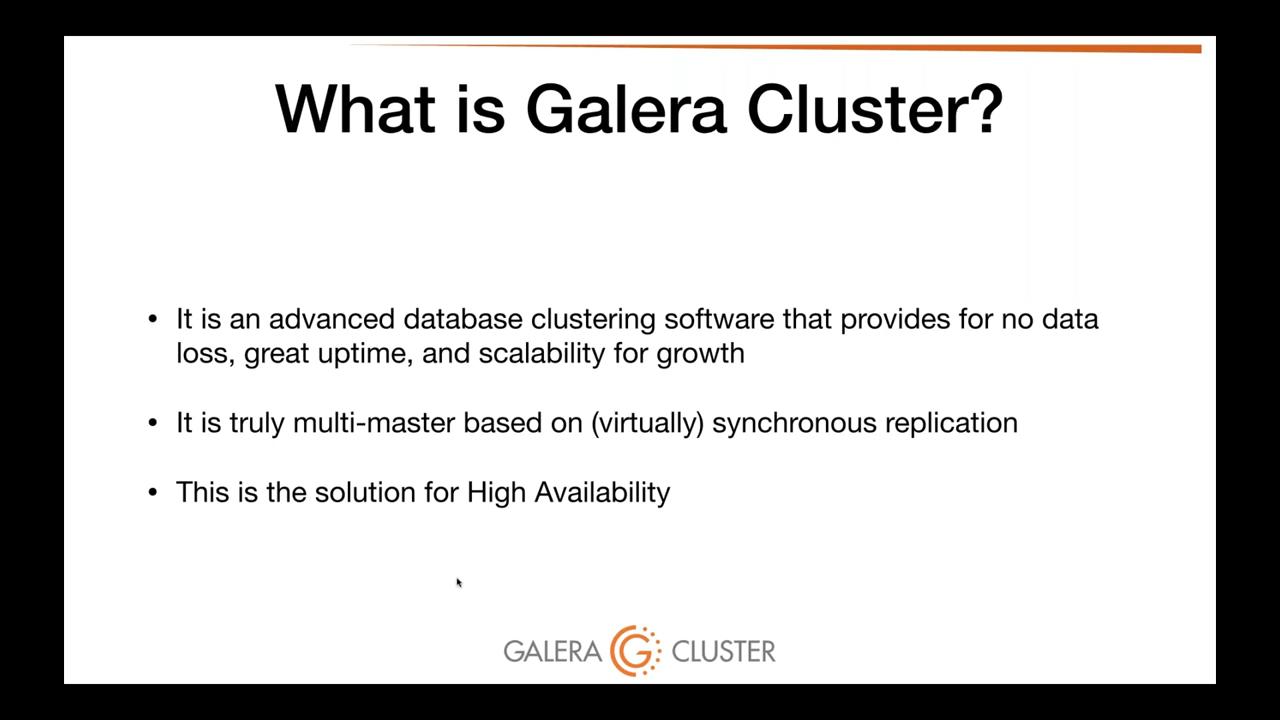 What is Galera Cluster?
• It is an advanced database clustering software that provides for no data
loss, great uptime, and scalability for growth
• It is truly multi-master based on (virtually) synchronous replication
• This is the solution for High Availability
GALERA CLUSTER